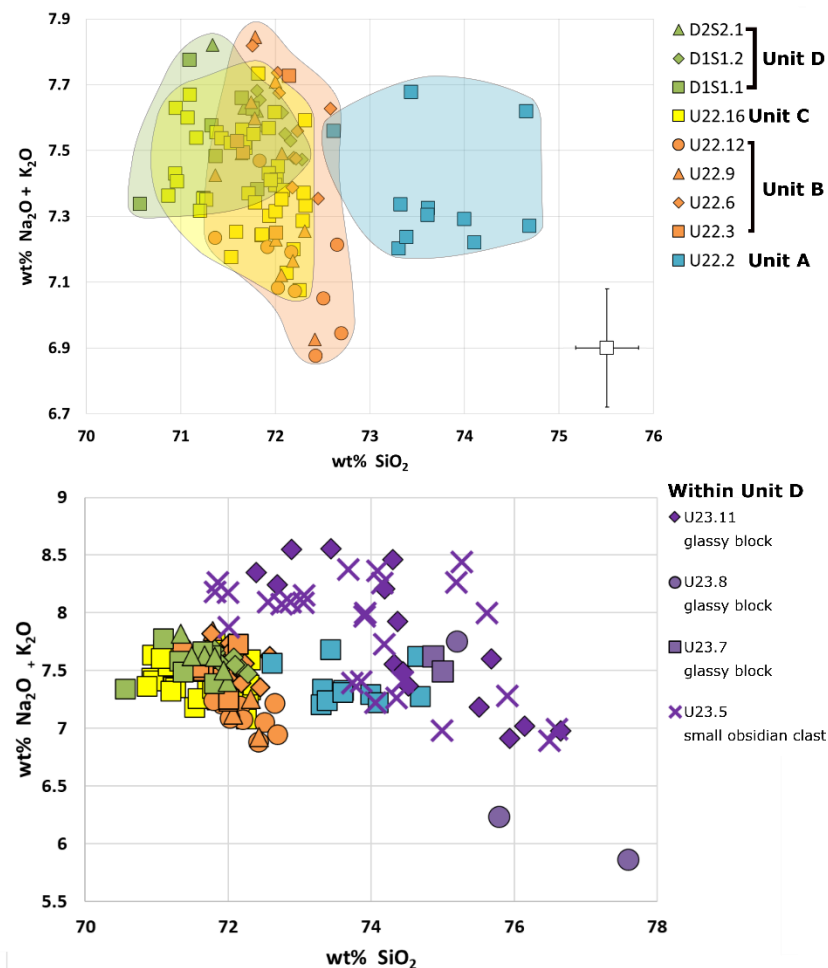 7.9
7.7
7.5
7.3
7.1
6.9
6.7
wt% Na₂O + K₂O
70 71 72 73 74 75 76
wt% SiO₂
D2S2.1
D1S1.2 Unit D
D1S1.1
U22.16 Unit C
U22.12
U22.9
U22.6 Unit B
U22.3
U22.2 Unit A
9
8.5
8
7.5
7
6.5
6
5.5
wt% Na₂O + K₂O
70 72 74 76 78
wt% SiO₂
Within Unit D
U23.11
glassy block
U23.8
glassy block
U23.7
glassy block
U23.5
small obsidian clast